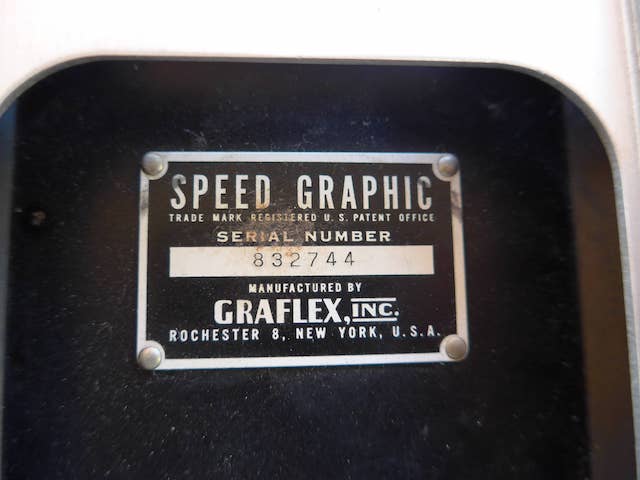 SPEED GRAPHIC
TRADE MARK REGISTERED U.S. PATENT OFFICE
SERIAL NUMBER
832744
MANUFACTURED BY
GRAFLEX, INC.
ROCHESTER 8, NEW YORK, U.S.A.